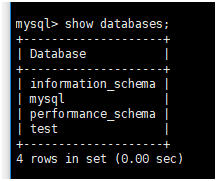 mysql> show databases;
+--------------------+
| Database           |
+--------------------+
| information_schema |
| mysql              |
| performance_schema |
| test               |
+--------------------+
4 rows in set (0.00 sec)